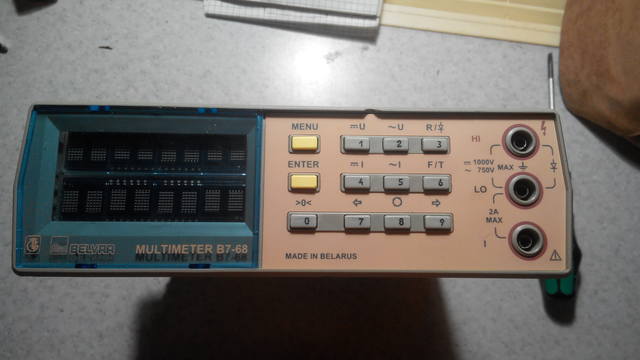 MENU
⎓U
~U
R/
1
2
3
ENTER
⎓I
~I
F/T
4
5
6
>0<
⇦
○
⇨
0
7
8
9
HI
⎓ 1000V
~ 750V
MAX
LO
2A
MAX
I
BELVAR
MULTIMETER B7-68
MADE IN BELARUS